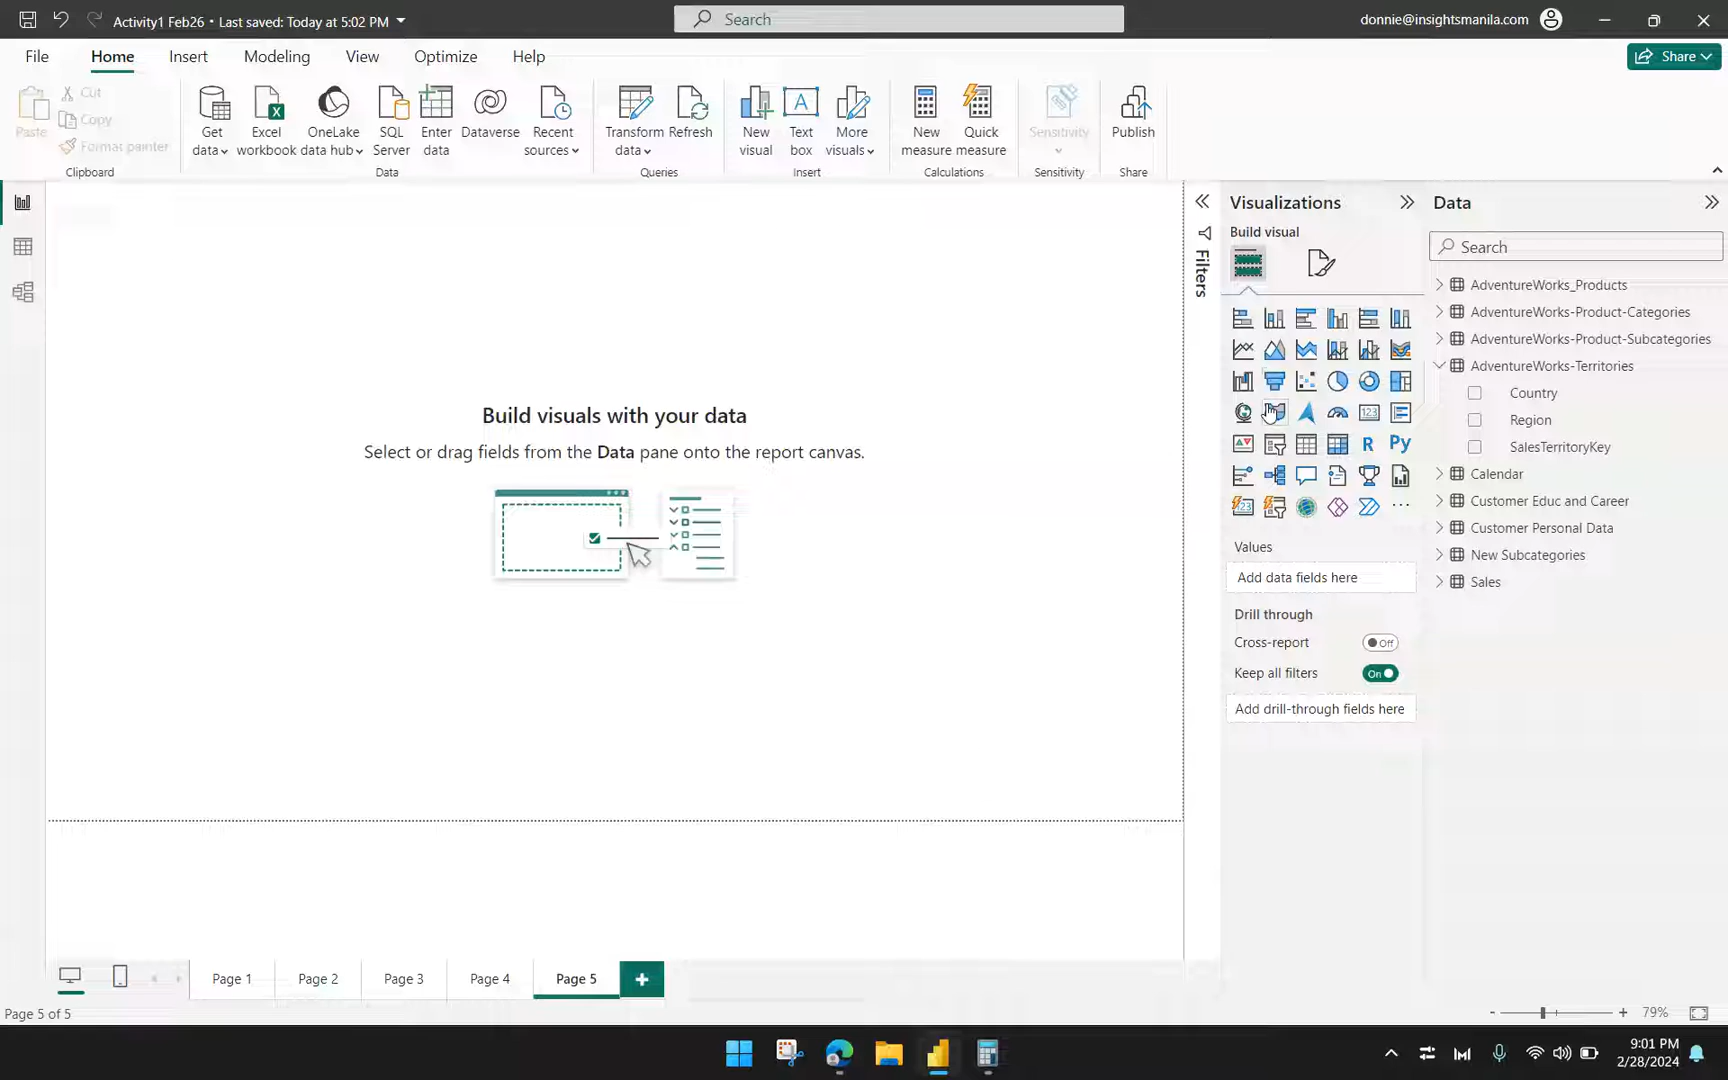 Activity1 Feb26 • Last saved: Today at 5:02 PM
Search
donnie@insightsmanila.com
File
Home
Insert
Modeling
View
Optimize
Help
Share
Paste
Cut
Copy
Format painter
Clipboard
Get data
Excel workbook
OneLake data hub
SQL Server
Enter data
Dataverse
Recent sources
Data
Transform data
Refresh
Queries
New visual
A
Text box
More visuals
Insert
New measure
Quick measure
Calculations
Sensitivity
Sensitivity
Publish
Share
Build visuals with your data
Select or drag fields from the Data pane onto the report canvas.
Filters
Visualizations
Build visual
123
R
Py
123
Values
Add data fields here
Drill through
Cross-report
Off
Keep all filters
On
Add drill-through fields here
Data
Search
AdventureWorks_Products
AdventureWorks-Product-Categories
AdventureWorks-Product-Subcategories
AdventureWorks-Territories
Country
Region
SalesTerritoryKey
Calendar
Customer Educ and Career
Customer Personal Data
New Subcategories
Sales
Page 1
Page 2
Page 3
Page 4
Page 5
+
Page 5 of 5
- + 79%
9:01 PM
2/28/2024